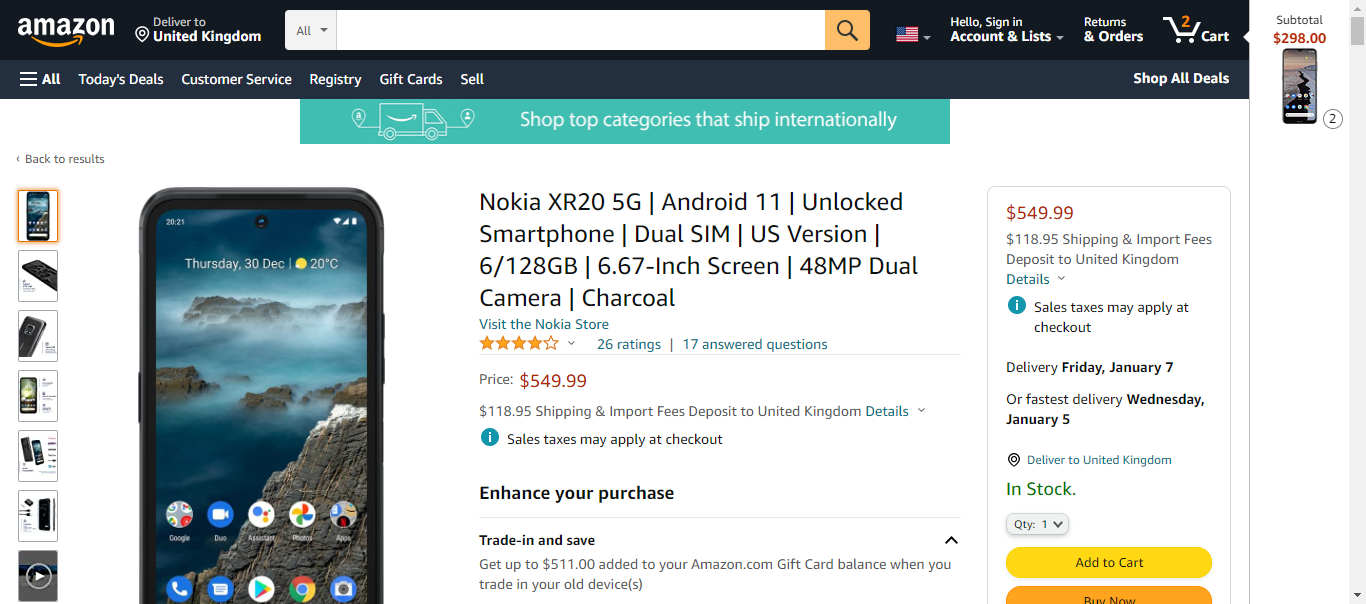 amazon
Deliver to
United Kingdom
All
Hello, Sign in
Account & Lists
Returns
& Orders
2
Cart
Subtotal
$298.00
2
All
Today's Deals
Customer Service
Registry
Gift Cards
Sell
Shop All Deals
a
Shop top categories that ship internationally
‹ Back to results
20:21
Thursday, 30 Dec | 20°C
Google
Duo
Assistant
Photos
Apps
Nokia XR20 5G | Android 11 | Unlocked
Smartphone | Dual SIM | US Version |
6/128GB | 6.67-Inch Screen | 48MP Dual
Camera | Charcoal
Visit the Nokia Store
26 ratings | 17 answered questions
Price: $549.99
$118.95 Shipping & Import Fees Deposit to United Kingdom Details
i Sales taxes may apply at checkout
Enhance your purchase
Trade-in and save
Get up to $511.00 added to your Amazon.com Gift Card balance when you
trade in your old device(s)
$549.99
$118.95 Shipping & Import Fees
Deposit to United Kingdom
Details
i Sales taxes may apply at
checkout
Delivery Friday, January 7
Or fastest delivery Wednesday,
January 5
Deliver to United Kingdom
In Stock.
Qty: 1
Add to Cart
Buy Now